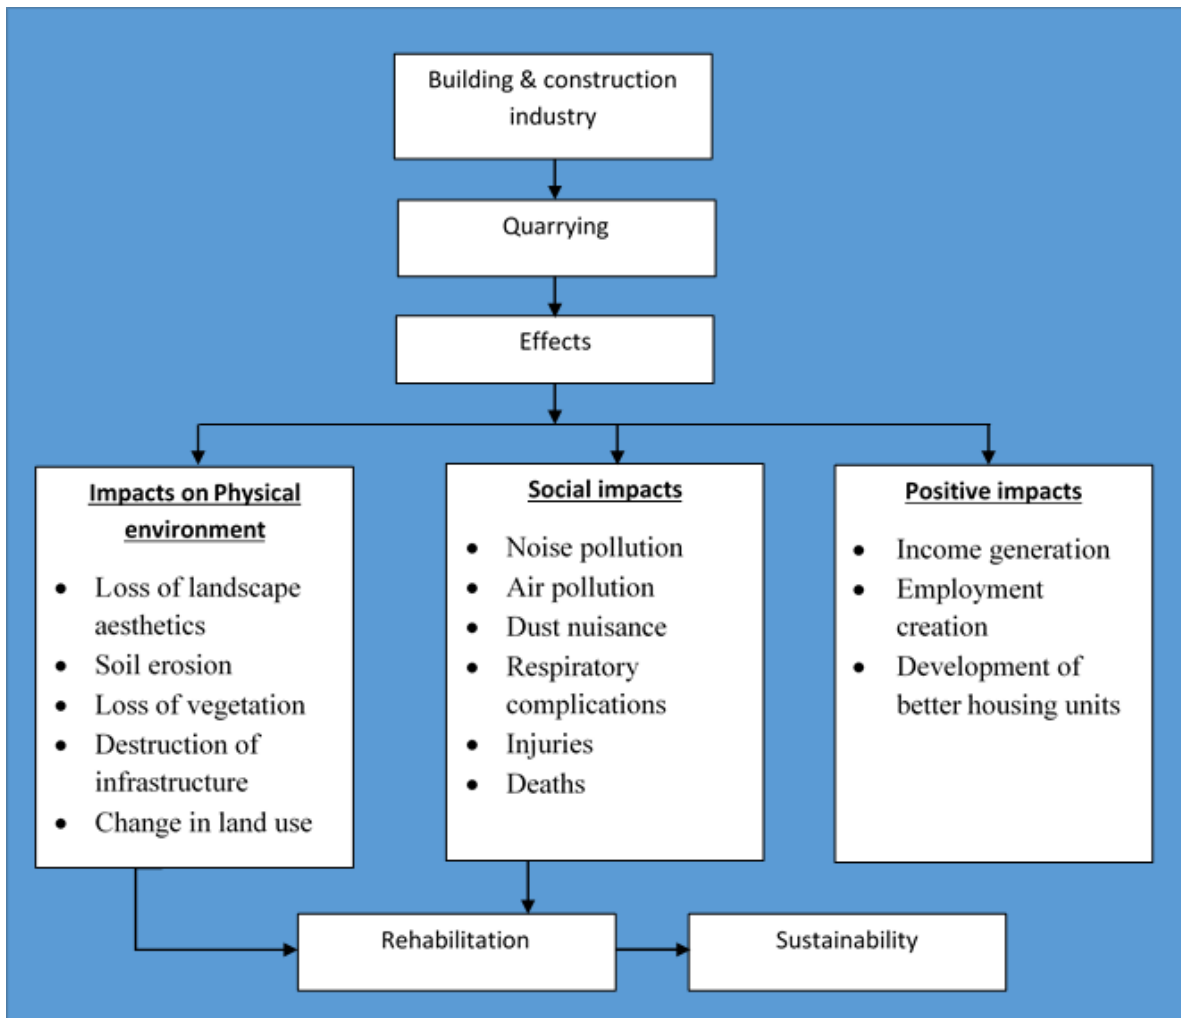 Building & construction
industry
Quarrying
Effects
Impacts on Physical
environment
• Loss of landscape
aesthetics
• Soil erosion
• Loss of vegetation
• Destruction of
infrastructure
• Change in land use
Social impacts
• Noise pollution
• Air pollution
• Dust nuisance
• Respiratory
complications
• Injuries
• Deaths
Positive impacts
• Income generation
• Employment
creation
• Development of
better housing units
Rehabilitation
Sustainability